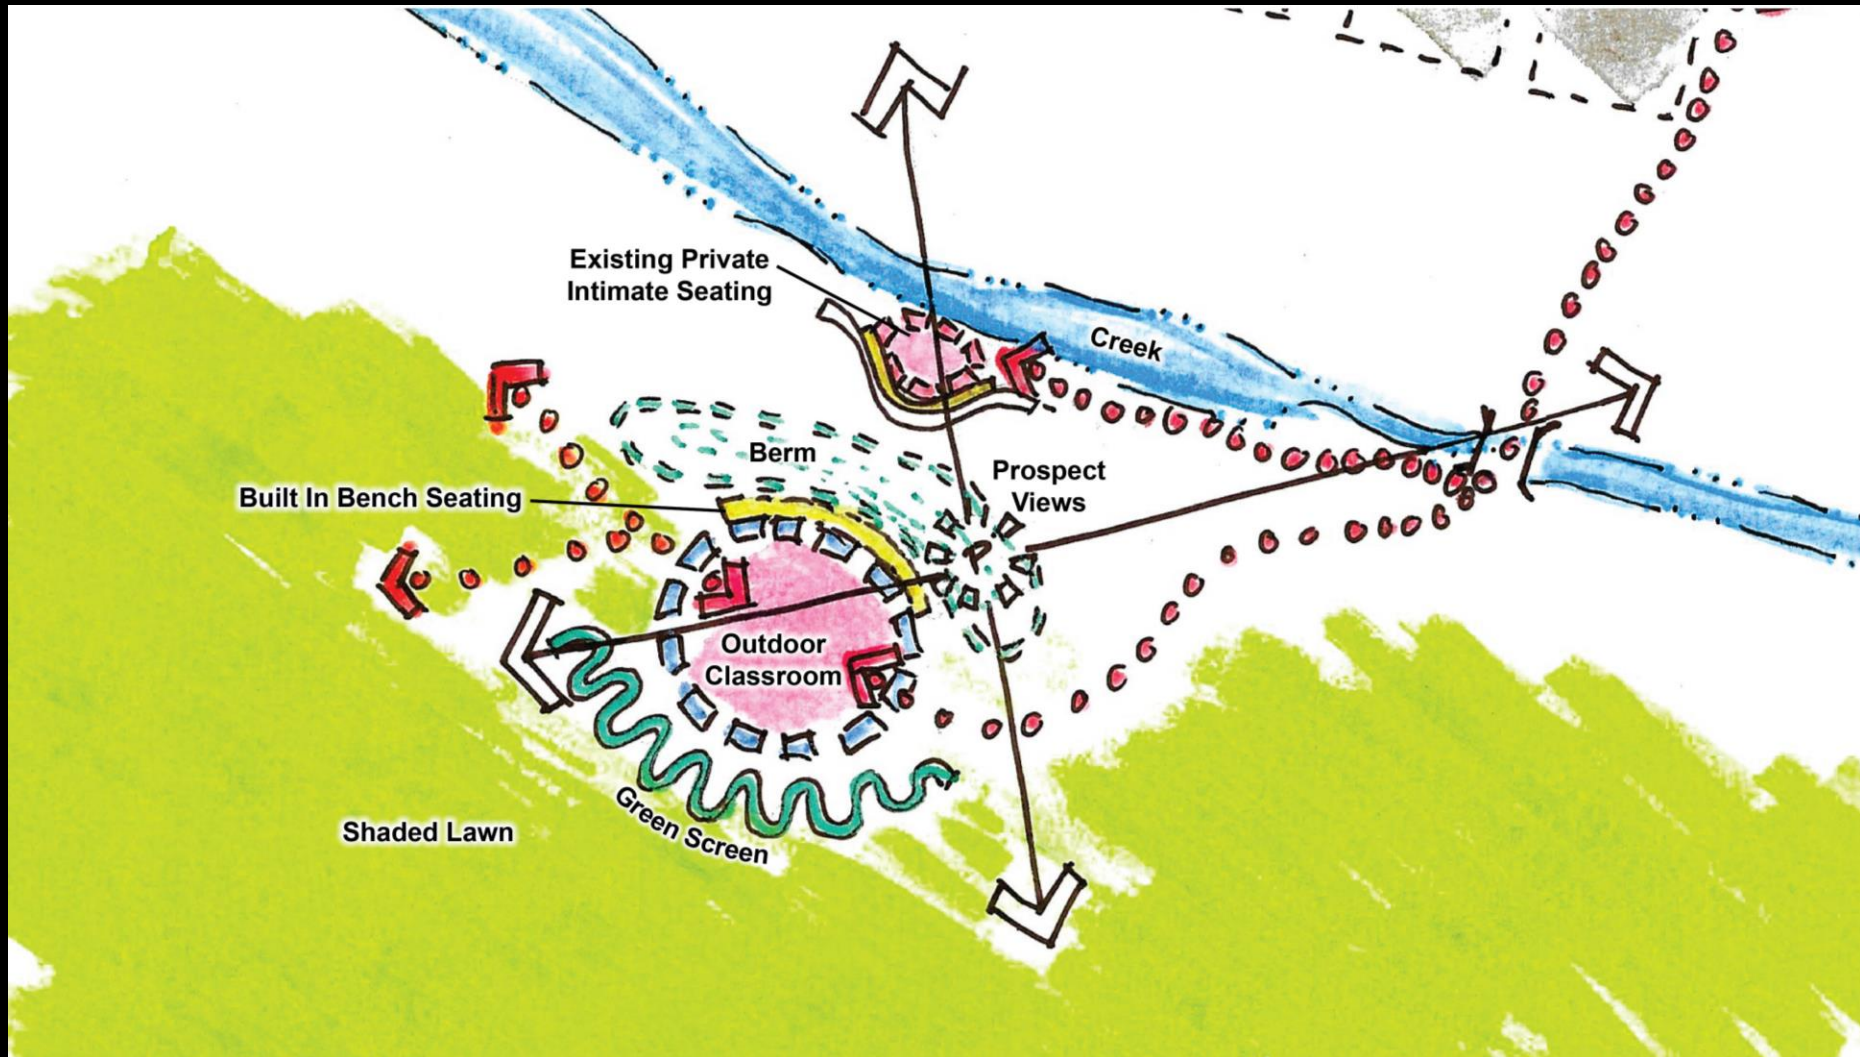 Existing Private
Intimate Seating
Creek
Berm
Prospect
Views
Built In Bench Seating
P
Outdoor
Classroom
Green Screen
Shaded Lawn